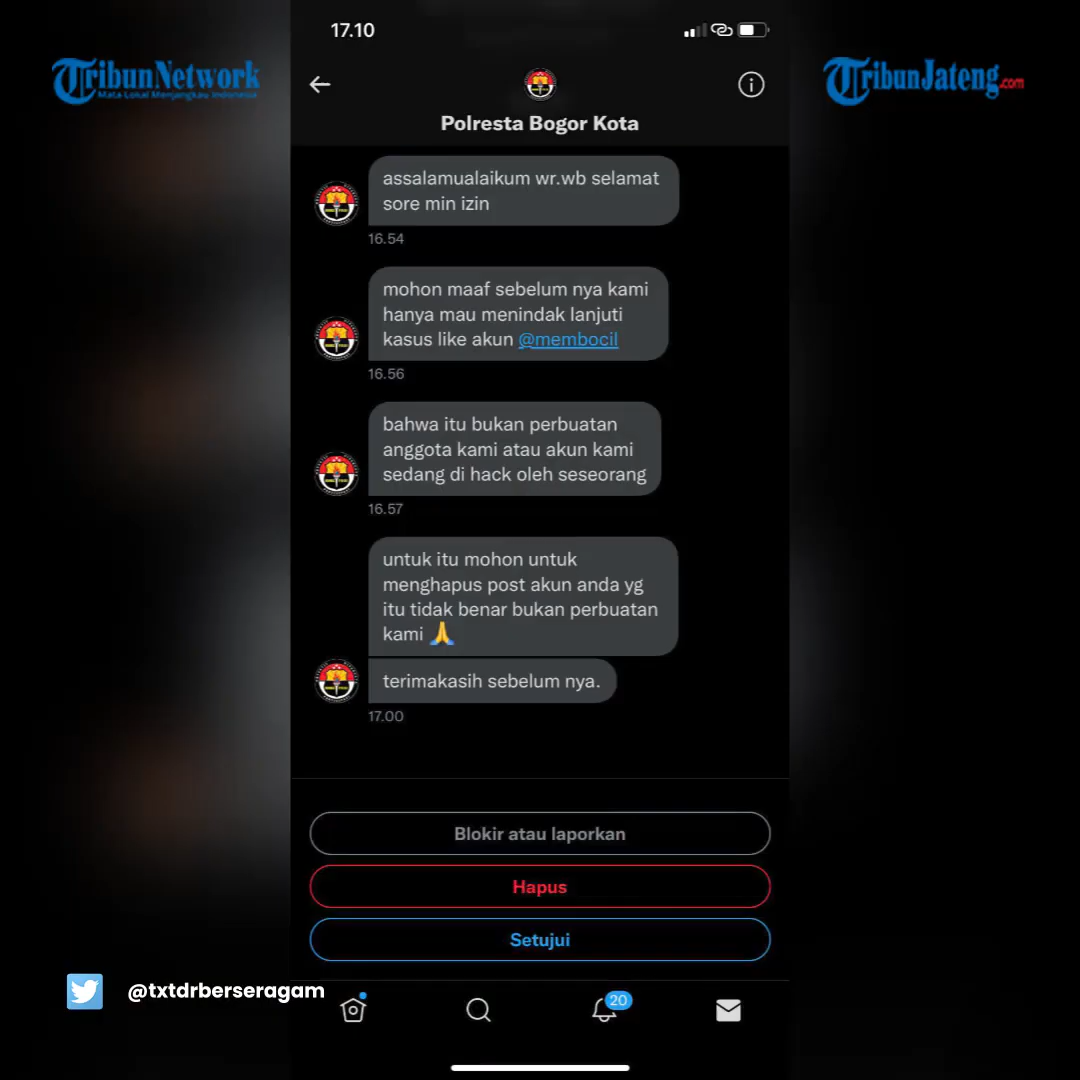 17.10
TribunNetwork
Mata Lokal Menjangkau Indonesia
TribunJateng.com
Polresta Bogor Kota
assalamualaikum wr.wb selamat
sore min izin
16.54
mohon maaf sebelum nya kami
hanya mau menindak lanjuti
kasus like akun @membocil
16.56
bahwa itu bukan perbuatan
anggota kami atau akun kami
sedang di hack oleh seseorang
16.57
untuk itu mohon untuk
menghapus post akun anda yg
itu tidak benar bukan perbuatan
kami 🙏
terimakasih sebelum nya.
17.00
Blokir atau laporkan
Hapus
Setujui
@txtdrberseragam
20